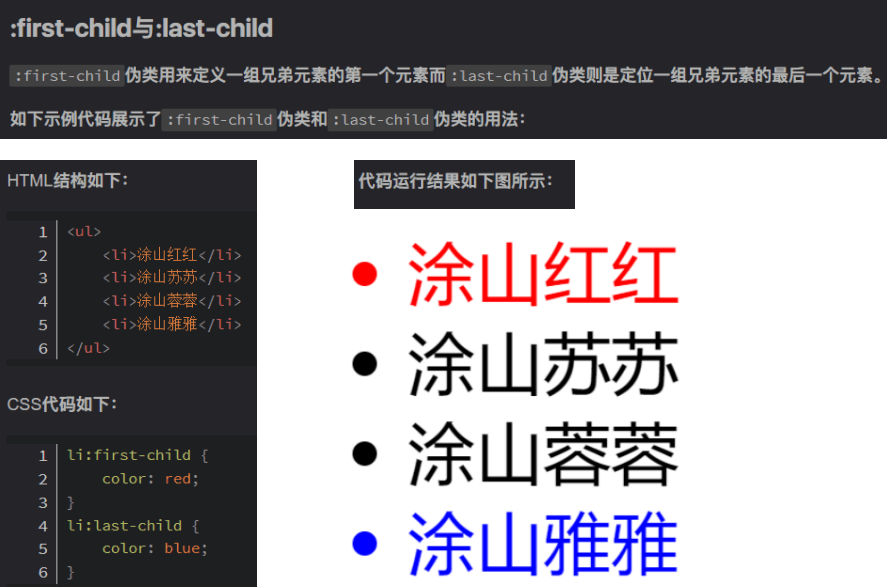 :first-child与:last-child
:first-child伪类用来定义一组兄弟元素的第一个元素而:last-child伪类则是定位一组兄弟元素的最后一个元素。
如下示例代码展示了:first-child伪类和:last-child伪类的用法：
HTML结构如下：
1 <ul>
2     <li>涂山红红</li>
3     <li>涂山苏苏</li>
4     <li>涂山蓉蓉</li>
5     <li>涂山雅雅</li>
6 </ul>
CSS代码如下：
1 li:first-child {
2     color: red;
3 }
4 li:last-child {
5     color: blue;
6 }
代码运行结果如下图所示：
• 涂山红红
• 涂山苏苏
• 涂山蓉蓉
• 涂山雅雅